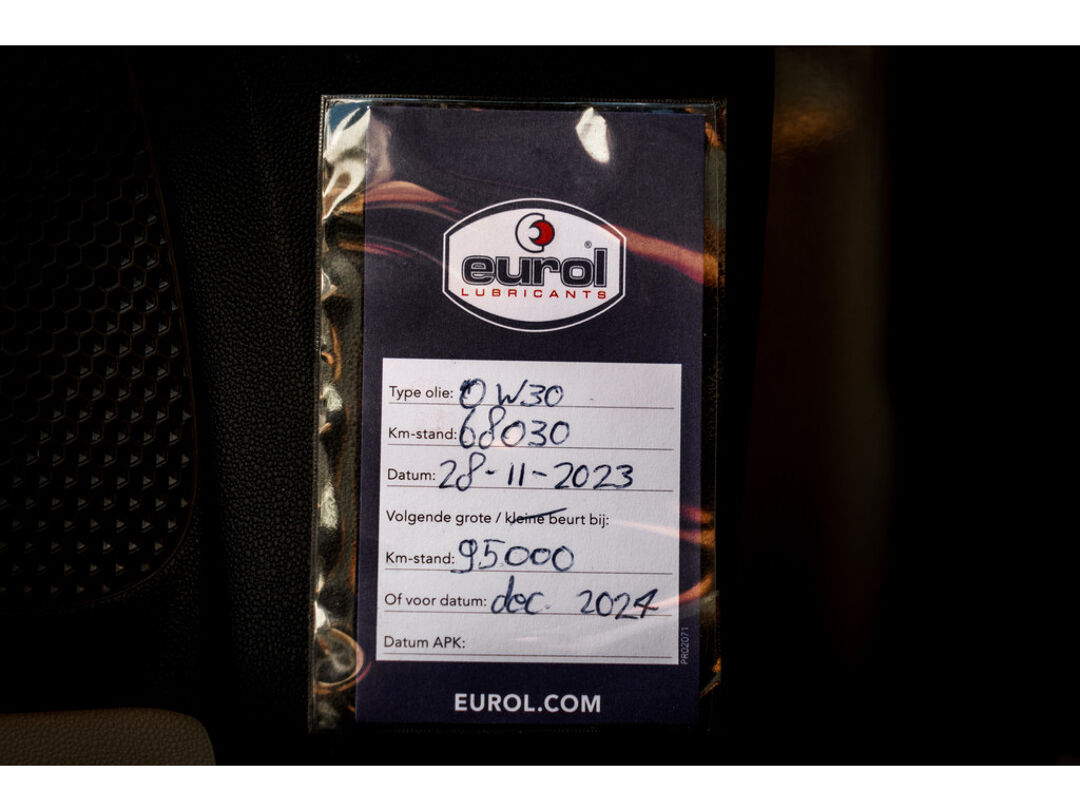 eurol®
LUBRICANTS
Type olie: 0W30
Km-stand: 68030
Datum: 28-11-2023
Volgende grote / kleine beurt bij:
Km-stand: 95000
Of voor datum: dec. 2024
Datum APK:
PR02071
EUROL.COM